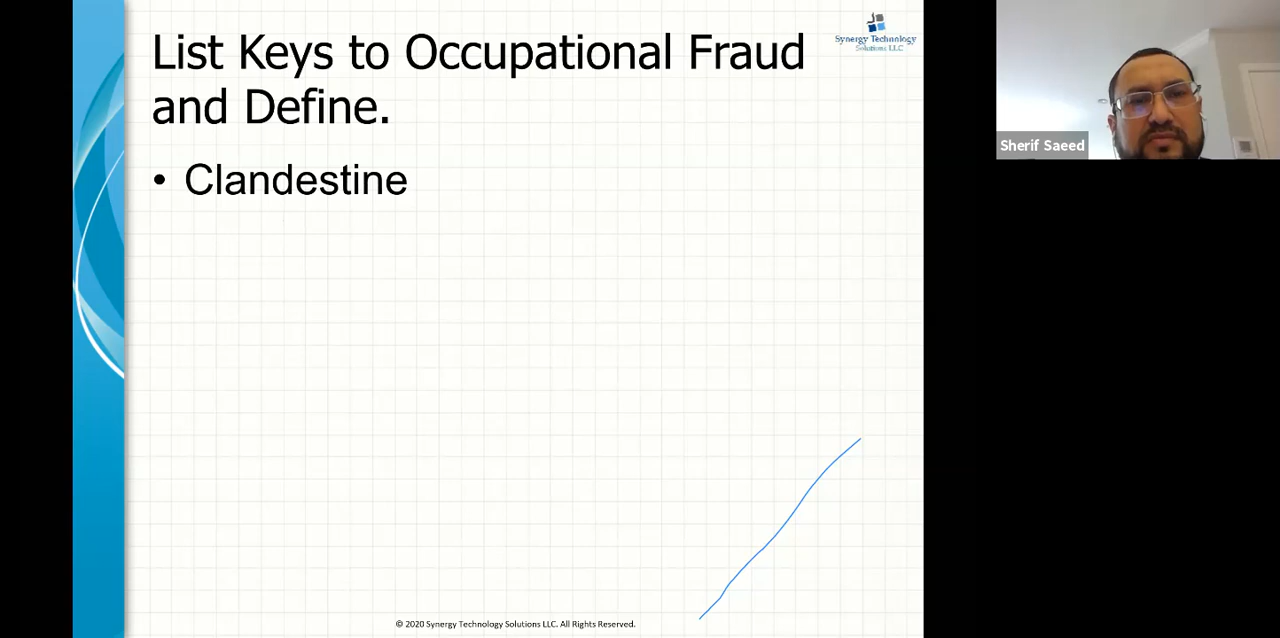 List Keys to Occupational Fraud
and Define.
Synergy Technology
Solutions LLC
• Clandestine
Sherif Saeed
© 2020 Synergy Technology Solutions LLC. All Rights Reserved.